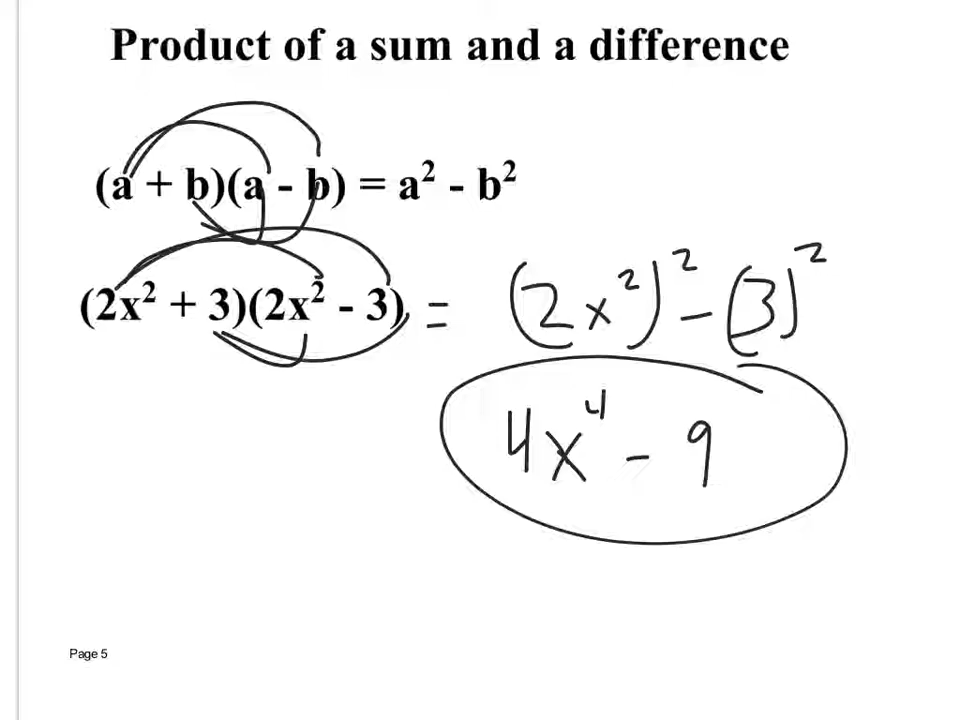 Product of a sum and a difference
(a + b)(a - b) = a² - b²
(2x² + 3)(2x² - 3) = (2x²)² - (3)²
4x⁴ - 9
Page 5